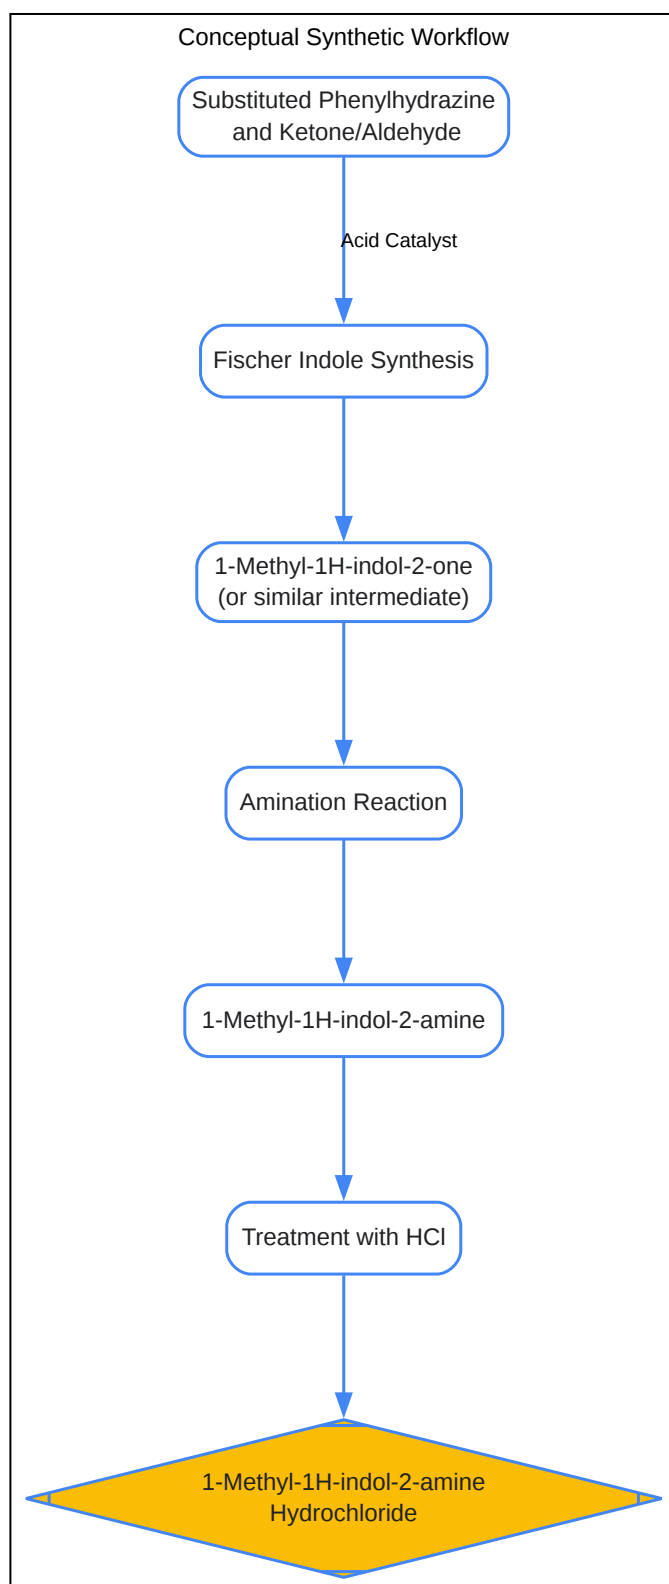 Conceptual Synthetic Workflow
Substituted Phenylhydrazine
and Ketone/Aldehyde
Acid Catalyst
Fischer Indole Synthesis
1-Methyl-1H-indol-2-one
(or similar intermediate)
Amination Reaction
1-Methyl-1H-indol-2-amine
Treatment with HCl
1-Methyl-1H-indol-2-amine
Hydrochloride